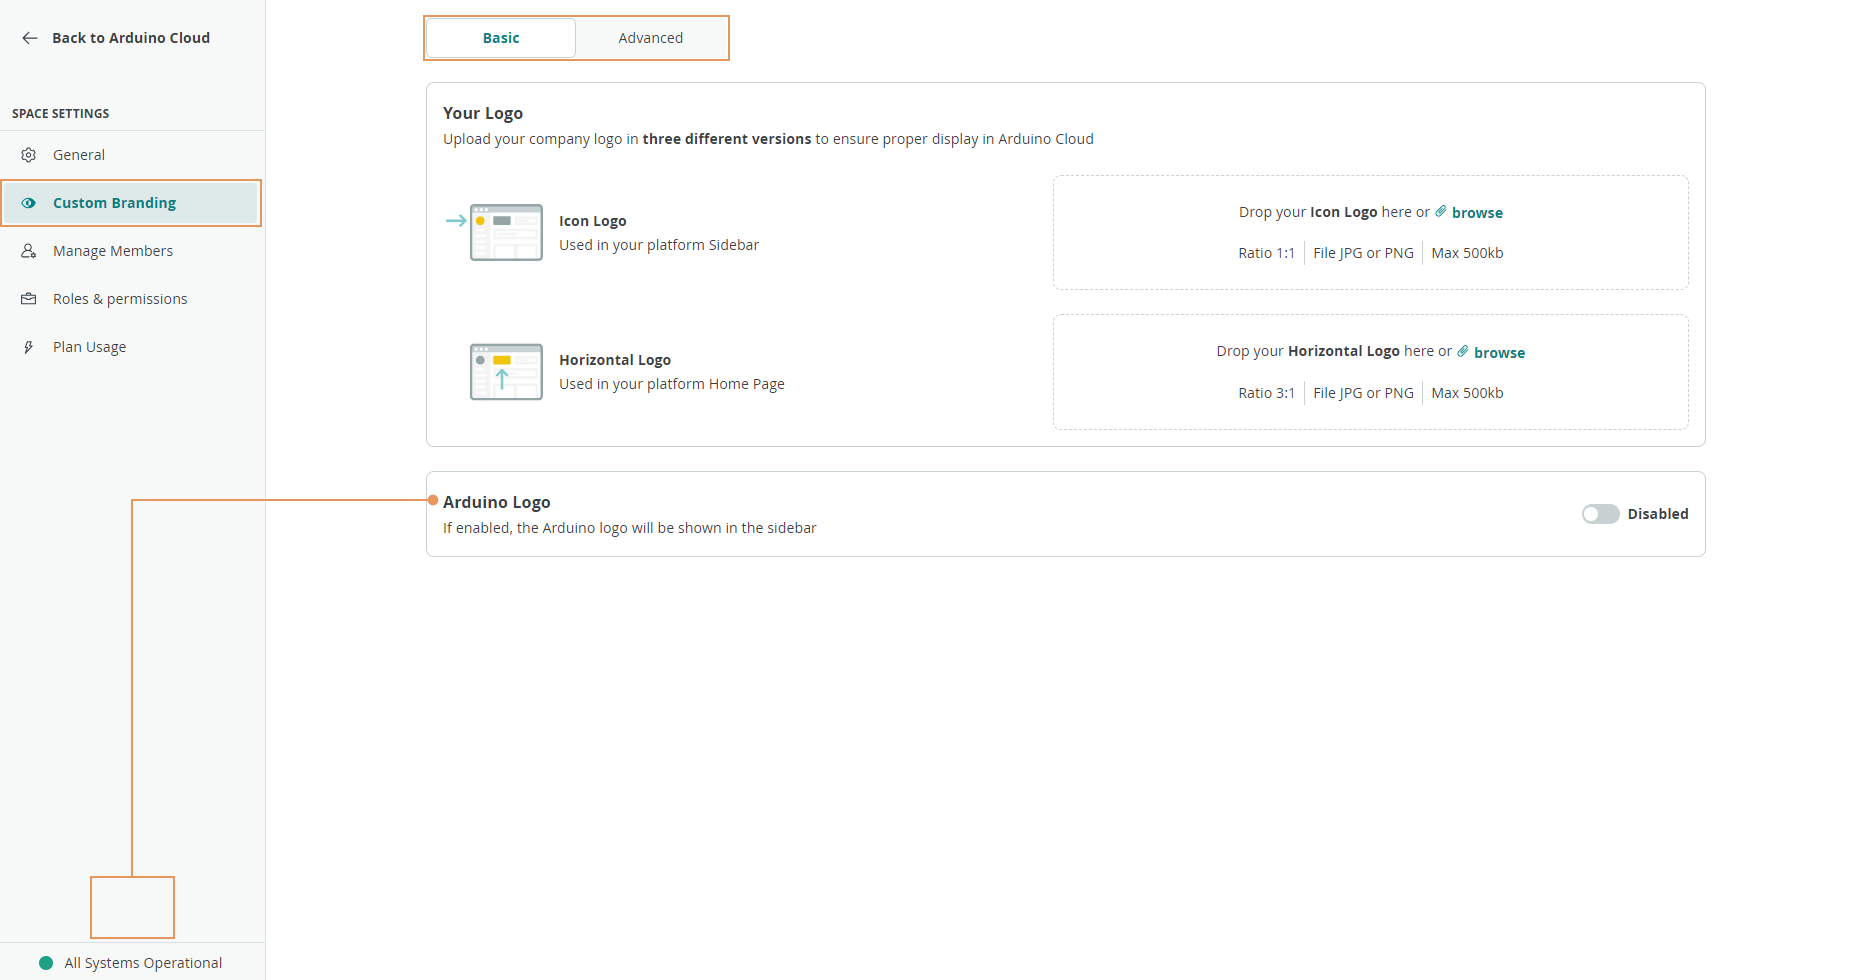 Back to Arduino Cloud
SPACE SETTINGS
General
Custom Branding
Manage Members
Roles & permissions
Plan Usage
All Systems Operational
Basic
Advanced
Your Logo
Upload your company logo in three different versions to ensure proper display in Arduino Cloud
Icon Logo
Used in your platform Sidebar
Drop your Icon Logo here or browse
Ratio 1:1 File JPG or PNG Max 500kb
Horizontal Logo
Used in your platform Home Page
Drop your Horizontal Logo here or browse
Ratio 3:1 File JPG or PNG Max 500kb
Arduino Logo
If enabled, the Arduino logo will be shown in the sidebar
Disabled